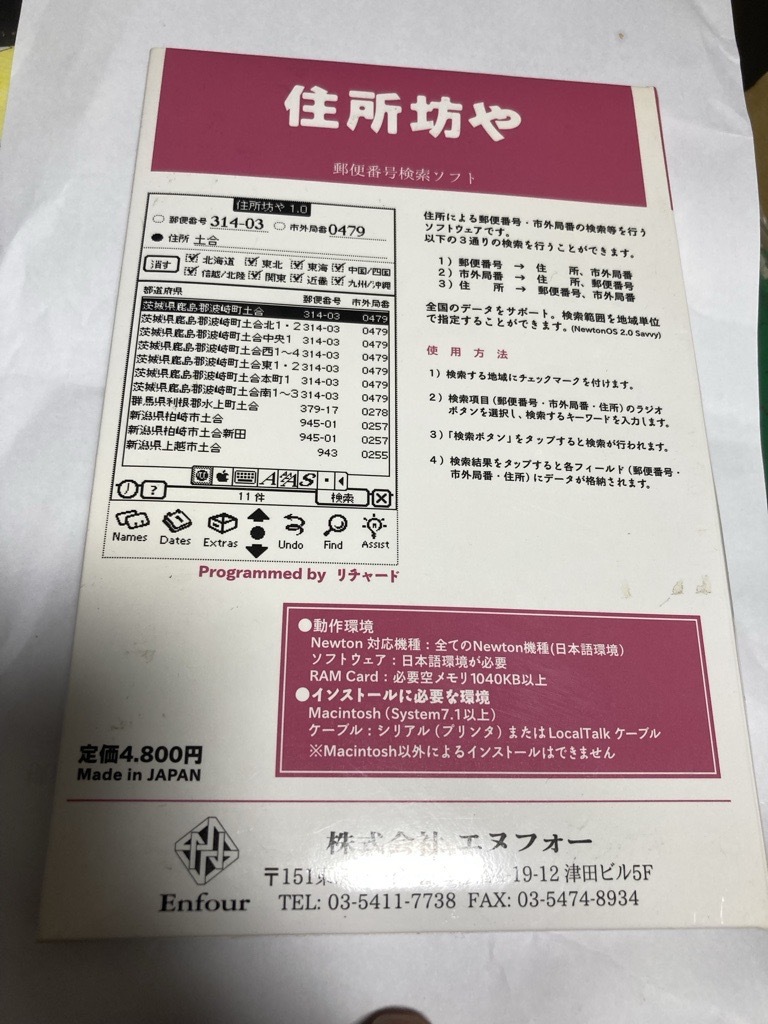 住所坊や
郵便番号検索ソフト
住所坊や 1.0
郵便番号 314-03 市外局番 0479
住所 土合
消す 北海道 東北 東海 中国/四国
信越/北陸 関東 近畿 九州/沖縄
都道府県 郵便番号 市外局番
茨城県鹿島郡波崎町土合 314-03 0479
茨城県鹿島郡波崎町土合北1・2 314-03 0479
茨城県鹿島郡波崎町土合中央1 314-03 0479
茨城県鹿島郡波崎町土合西1〜4 314-03 0479
茨城県鹿島郡波崎町土合東1・2 314-03 0479
茨城県鹿島郡波崎町土合本町1 314-03 0479
茨城県鹿島郡波崎町土合南1〜3 314-03 0479
群馬県利根郡水上町土合 379-17 0278
新潟県柏崎市土合 945-01 0257
新潟県柏崎市土合新田 945-01 0257
新潟県上越市土合 943 0255
? 11 件 検索
Names Dates Extras Undo Find Assist
Programmed by リチャード
住所による郵便番号・市外局番の検索等を行う
ソフトウェアです。
以下の3通りの検索を行うことができます。
1）郵便番号 → 住 所、市外局番
2）市外局番 → 住 所、郵便番号
3）住 所 → 郵便番号、市外局番
全国のデータをサポート。検索範囲を地域単位
で指定することができます。(NewtonOS 2.0 Savvy)
使 用 方 法
1）検索する地域にチェックマークを付けます。
2）検索項目（郵便番号・市外局番・住所）のラジオ
ボタンを選択し、検索するキーワードを入力します。
3）「検索ボタン」をタップすると検索が行われます。
4）検索結果をタップすると各フィールド（郵便番号・
市外局番・住所）にデータが格納されます。
●動作環境
Newton 対応機種：全てのNewton機種(日本語環境)
ソフトウェア：日本語環境が必要
RAM Card：必要空メモリ1040KB以上
●インストールに必要な環境
Macintosh（System7.1以上）
ケーブル：シリアル（プリンタ）またはLocalTalk ケーブル
※Macintosh以外によるインストールはできません
定価4.800円
Made in JAPAN
Enfour
株式会社 エヌフォー
〒151東 19-12 津田ビル5F
TEL: 03-5411-7738 FAX: 03-5474-8934